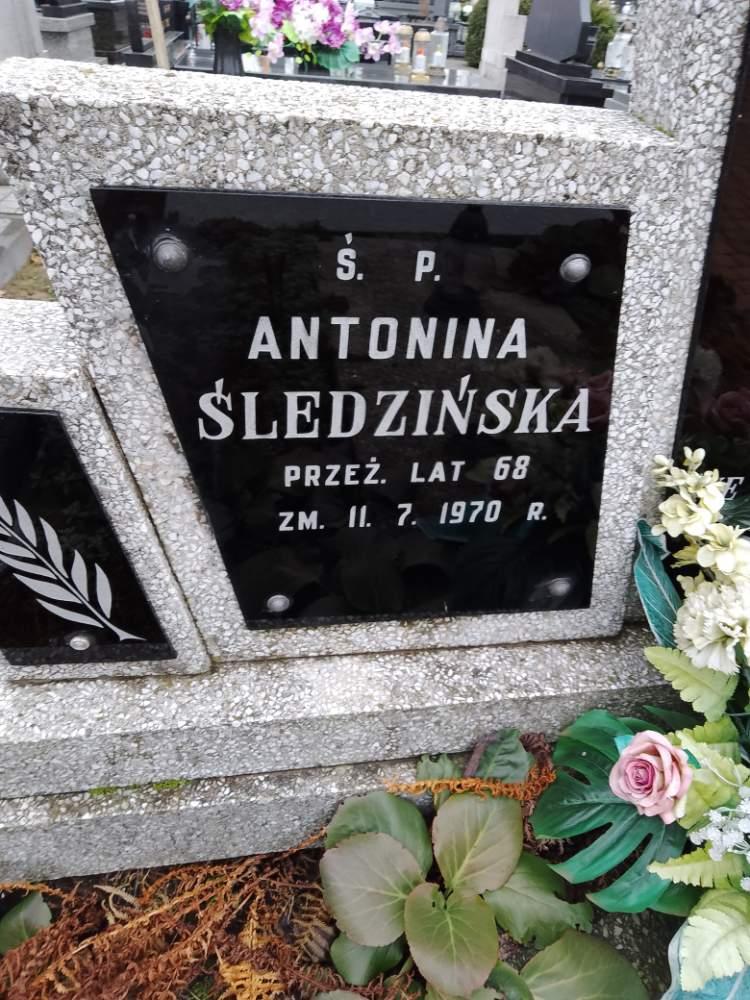 Ś. P.
ANTONINA
ŚLEDZIŃSKA
PRZEŻ. LAT 68
ZM. 11. 7. 1970 R.